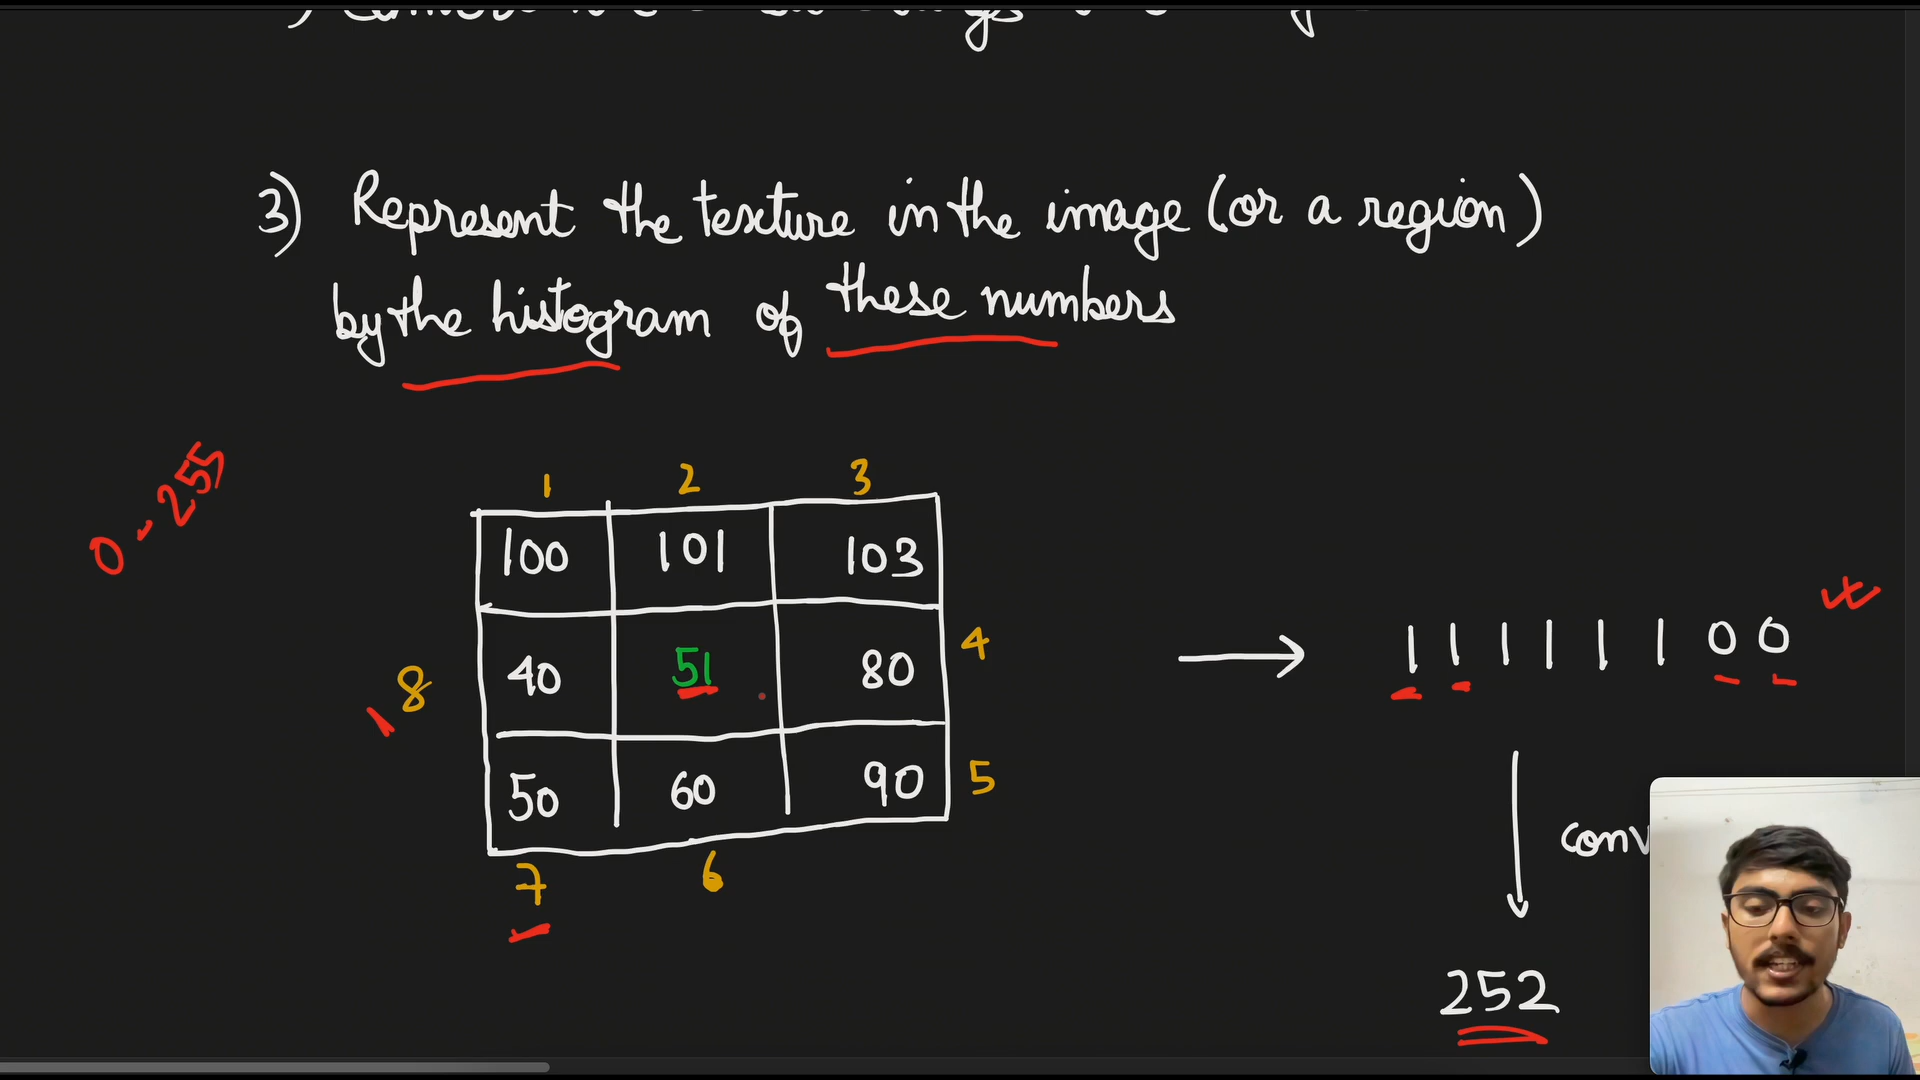 3) Represent the texture in the image (or a region)
by the histogram of these numbers
0 - 255
1 2 3
100 101 103
8 40 51 80 4
50 60 90 5
7 6
1 1 1 1 1 1 0 0
252